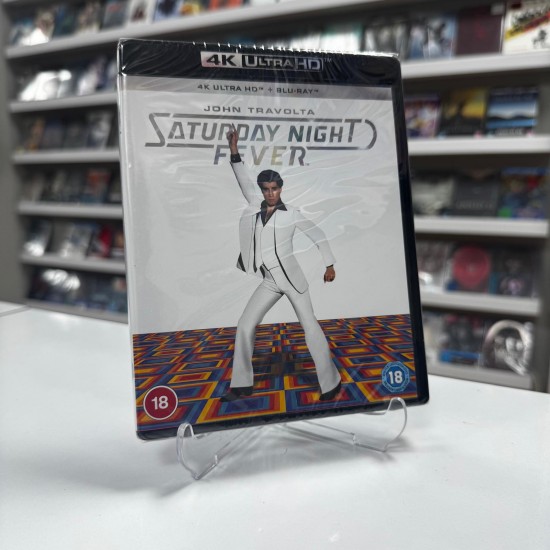 4K ULTRA HD
4K ULTRA HD + BLU-RAY
JOHN TRAVOLTA
SATURDAY NIGHT
FEVER
18
18